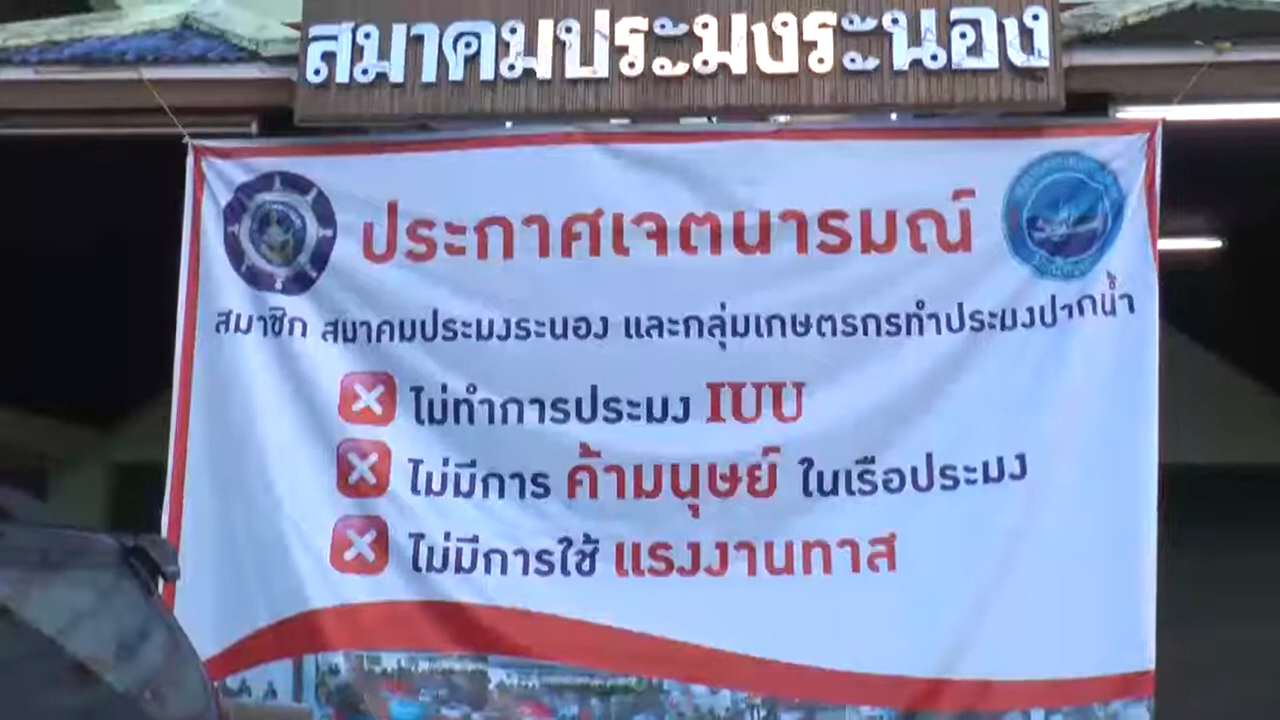 สมาคมประมงระนอง
ประกาศเจตนารมณ์
สมาชิก สมาคมประมงระนอง และกลุ่มเกษตรกรทำประมงปากน้ำ
ไม่ทำการประมง IUU
ไม่มีการ ค้ามนุษย์ ในเรือประมง
ไม่มีการใช้ แรงงานทาส